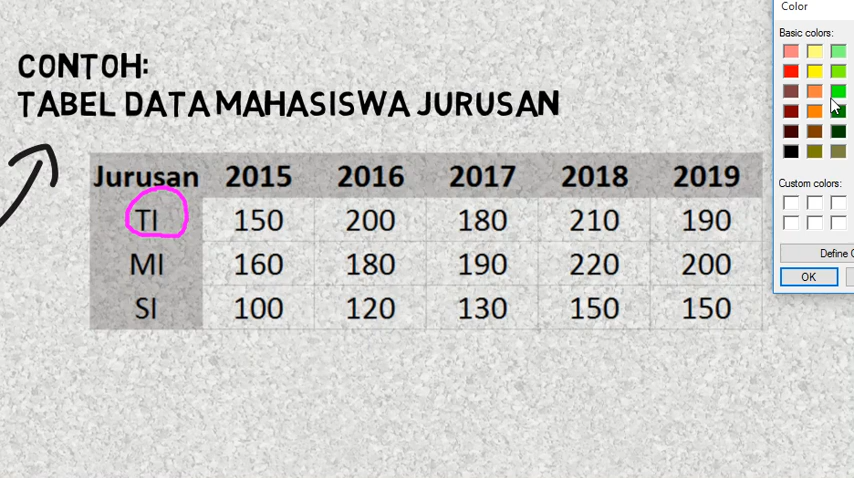 CONTOH:
TABEL DATA MAHASISWA JURUSAN
Jurusan 2015 2016 2017 2018 2019
TI 150 200 180 210 190
MI 160 180 190 220 200
SI 100 120 130 150 150
Color
Basic colors:
Custom colors:
Define
OK